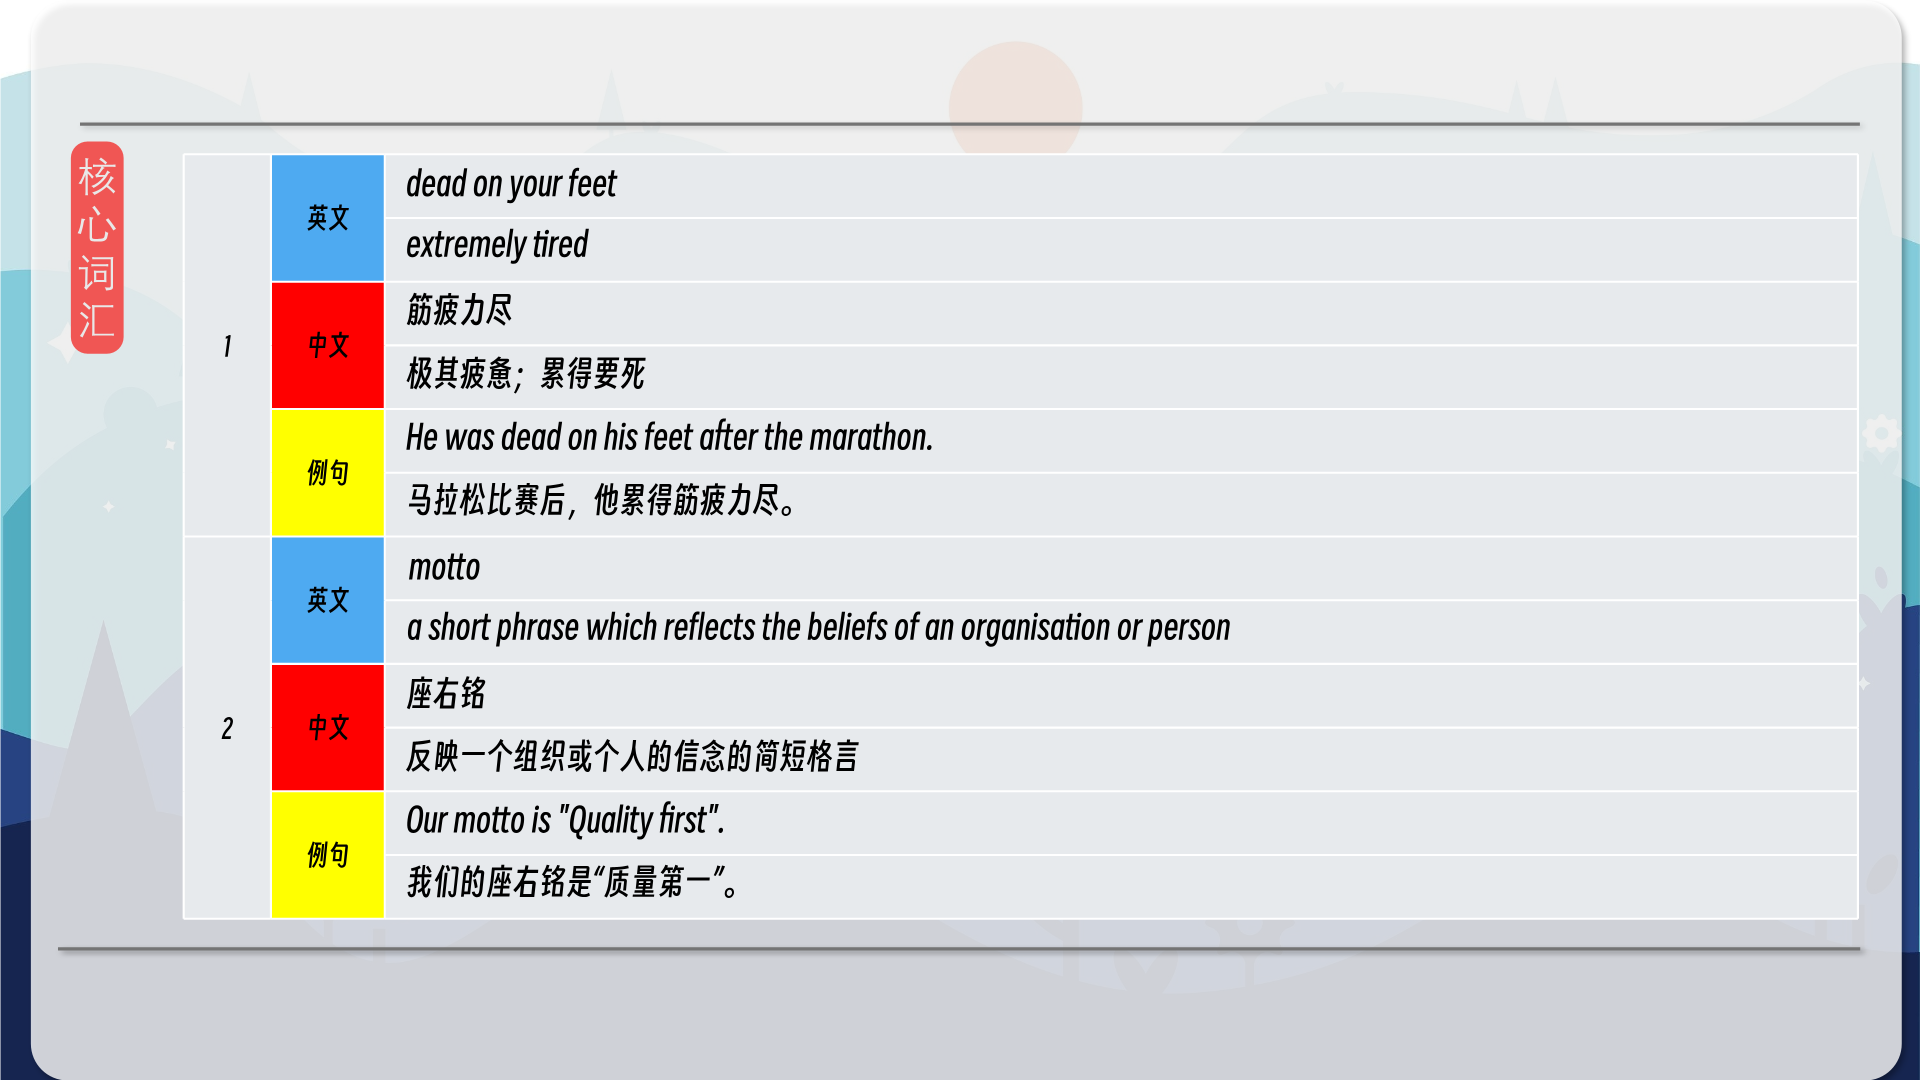 核心词汇
1
英文
dead on your feet
extremely tired
中文
筋疲力尽
极其疲惫；累得要死
例句
He was dead on his feet after the marathon.
马拉松比赛后，他累得筋疲力尽。
2
英文
motto
a short phrase which reflects the beliefs of an organisation or person
中文
座右铭
反映一个组织或个人的信念的简短格言
例句
Our motto is "Quality first".
我们的座右铭是“质量第一”。